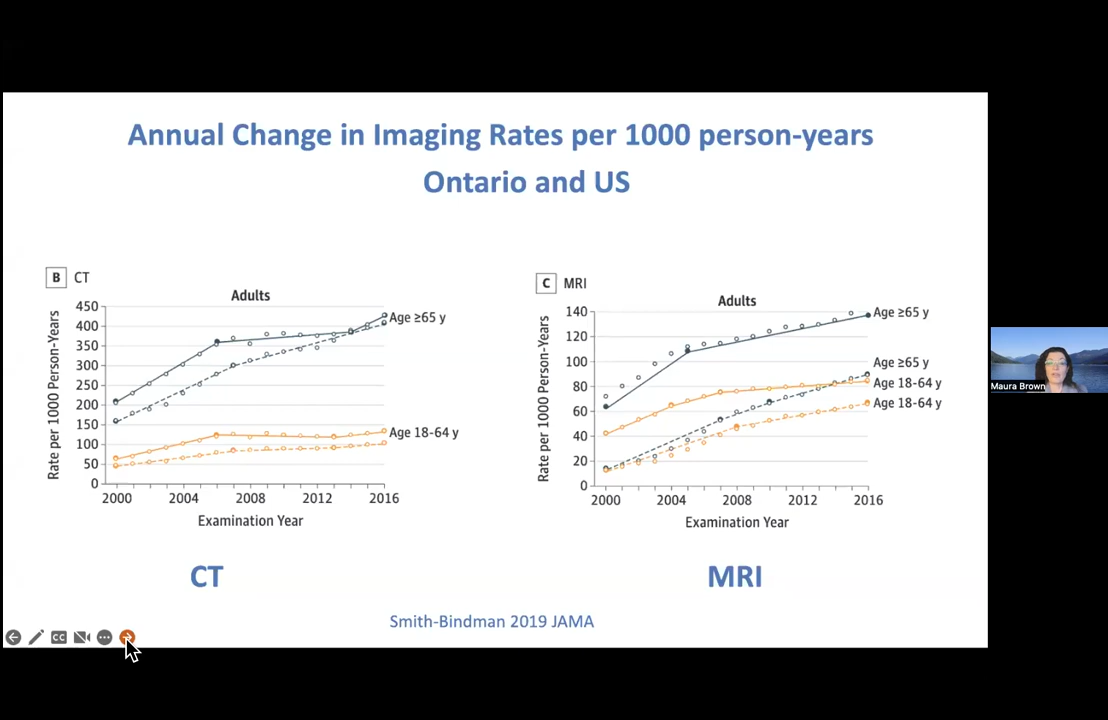 Annual Change in Imaging Rates per 1000 person-years
Ontario and US
B CT
Adults
Rate per 1000 Person-Years
450
400
350
300
250
200
150
100
50
0
Age ≥65 y
Age 18-64 y
2000 2004 2008 2012 2016
Examination Year
CT
C MRI
Adults
Rate per 1000 Person-Years
140
120
100
80
60
40
20
0
Age ≥65 y
Age ≥65 y
Age 18-64 y
Age 18-64 y
2000 2004 2008 2012 2016
Examination Year
MRI
Smith-Bindman 2019 JAMA
CC
Maura Brown